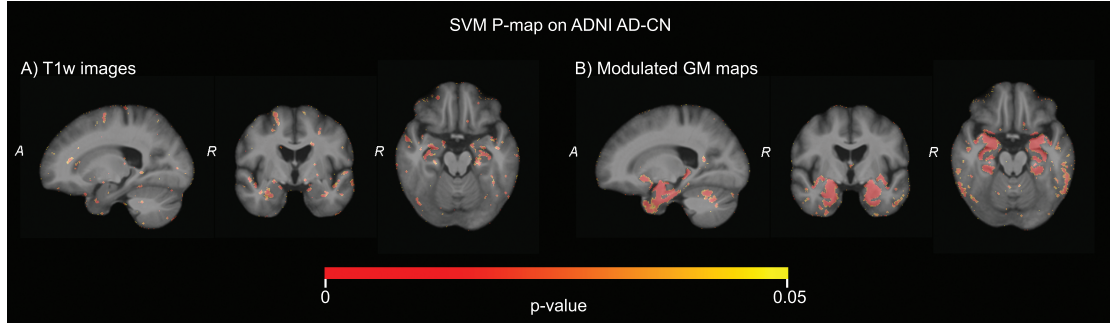 SVM P-map on ADNI AD-CN
A) T1w images
B) Modulated GM maps
A
R
R
A
R
R
0
0.05
p-value